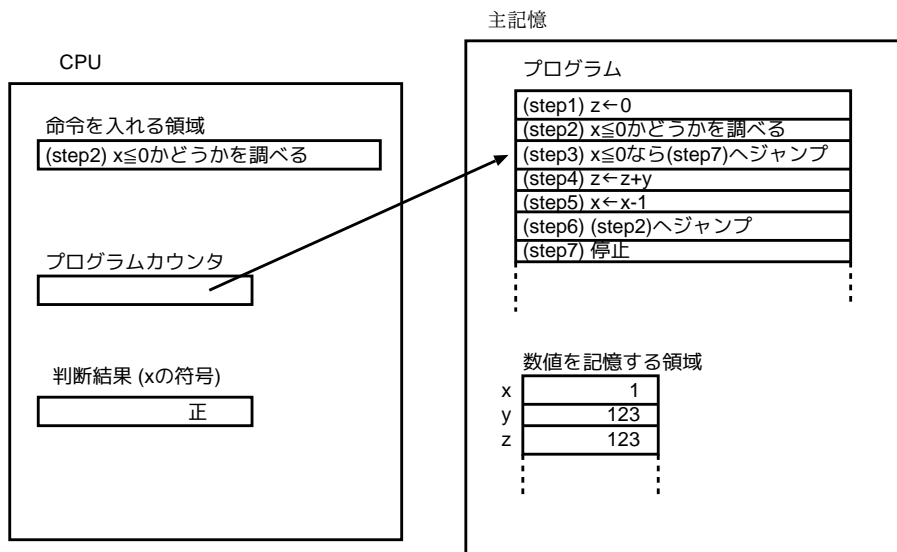 主記憶
CPU
プログラム
命令を入れる領域
(step2) x≦0かどうかを調べる
(step1) z←0
(step2) x≦0かどうかを調べる
(step3) x≦0なら(step7)へジャンプ
(step4) z←z+y
(step5) x←x-1
(step6) (step2)へジャンプ
(step7) 停止
プログラムカウンタ
判断結果 (xの符号)
正
数値を記憶する領域
x 1
y 123
z 123